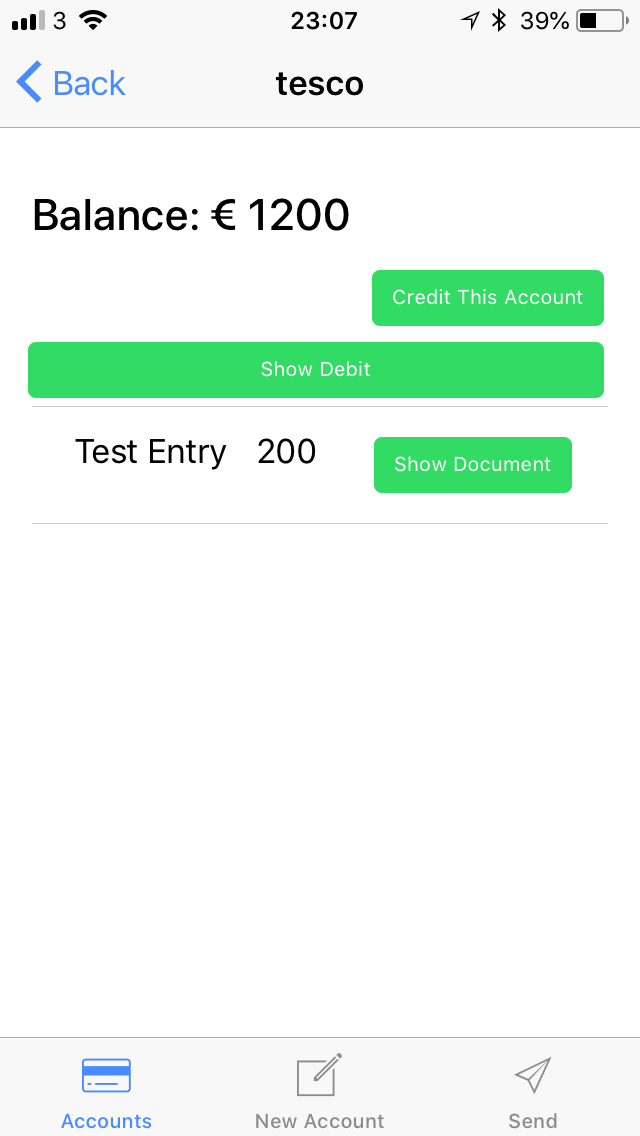 3 23:07 39%
Back tesco
Balance: € 1200
Credit This Account
Show Debit
Test Entry 200 Show Document
Accounts New Account Send